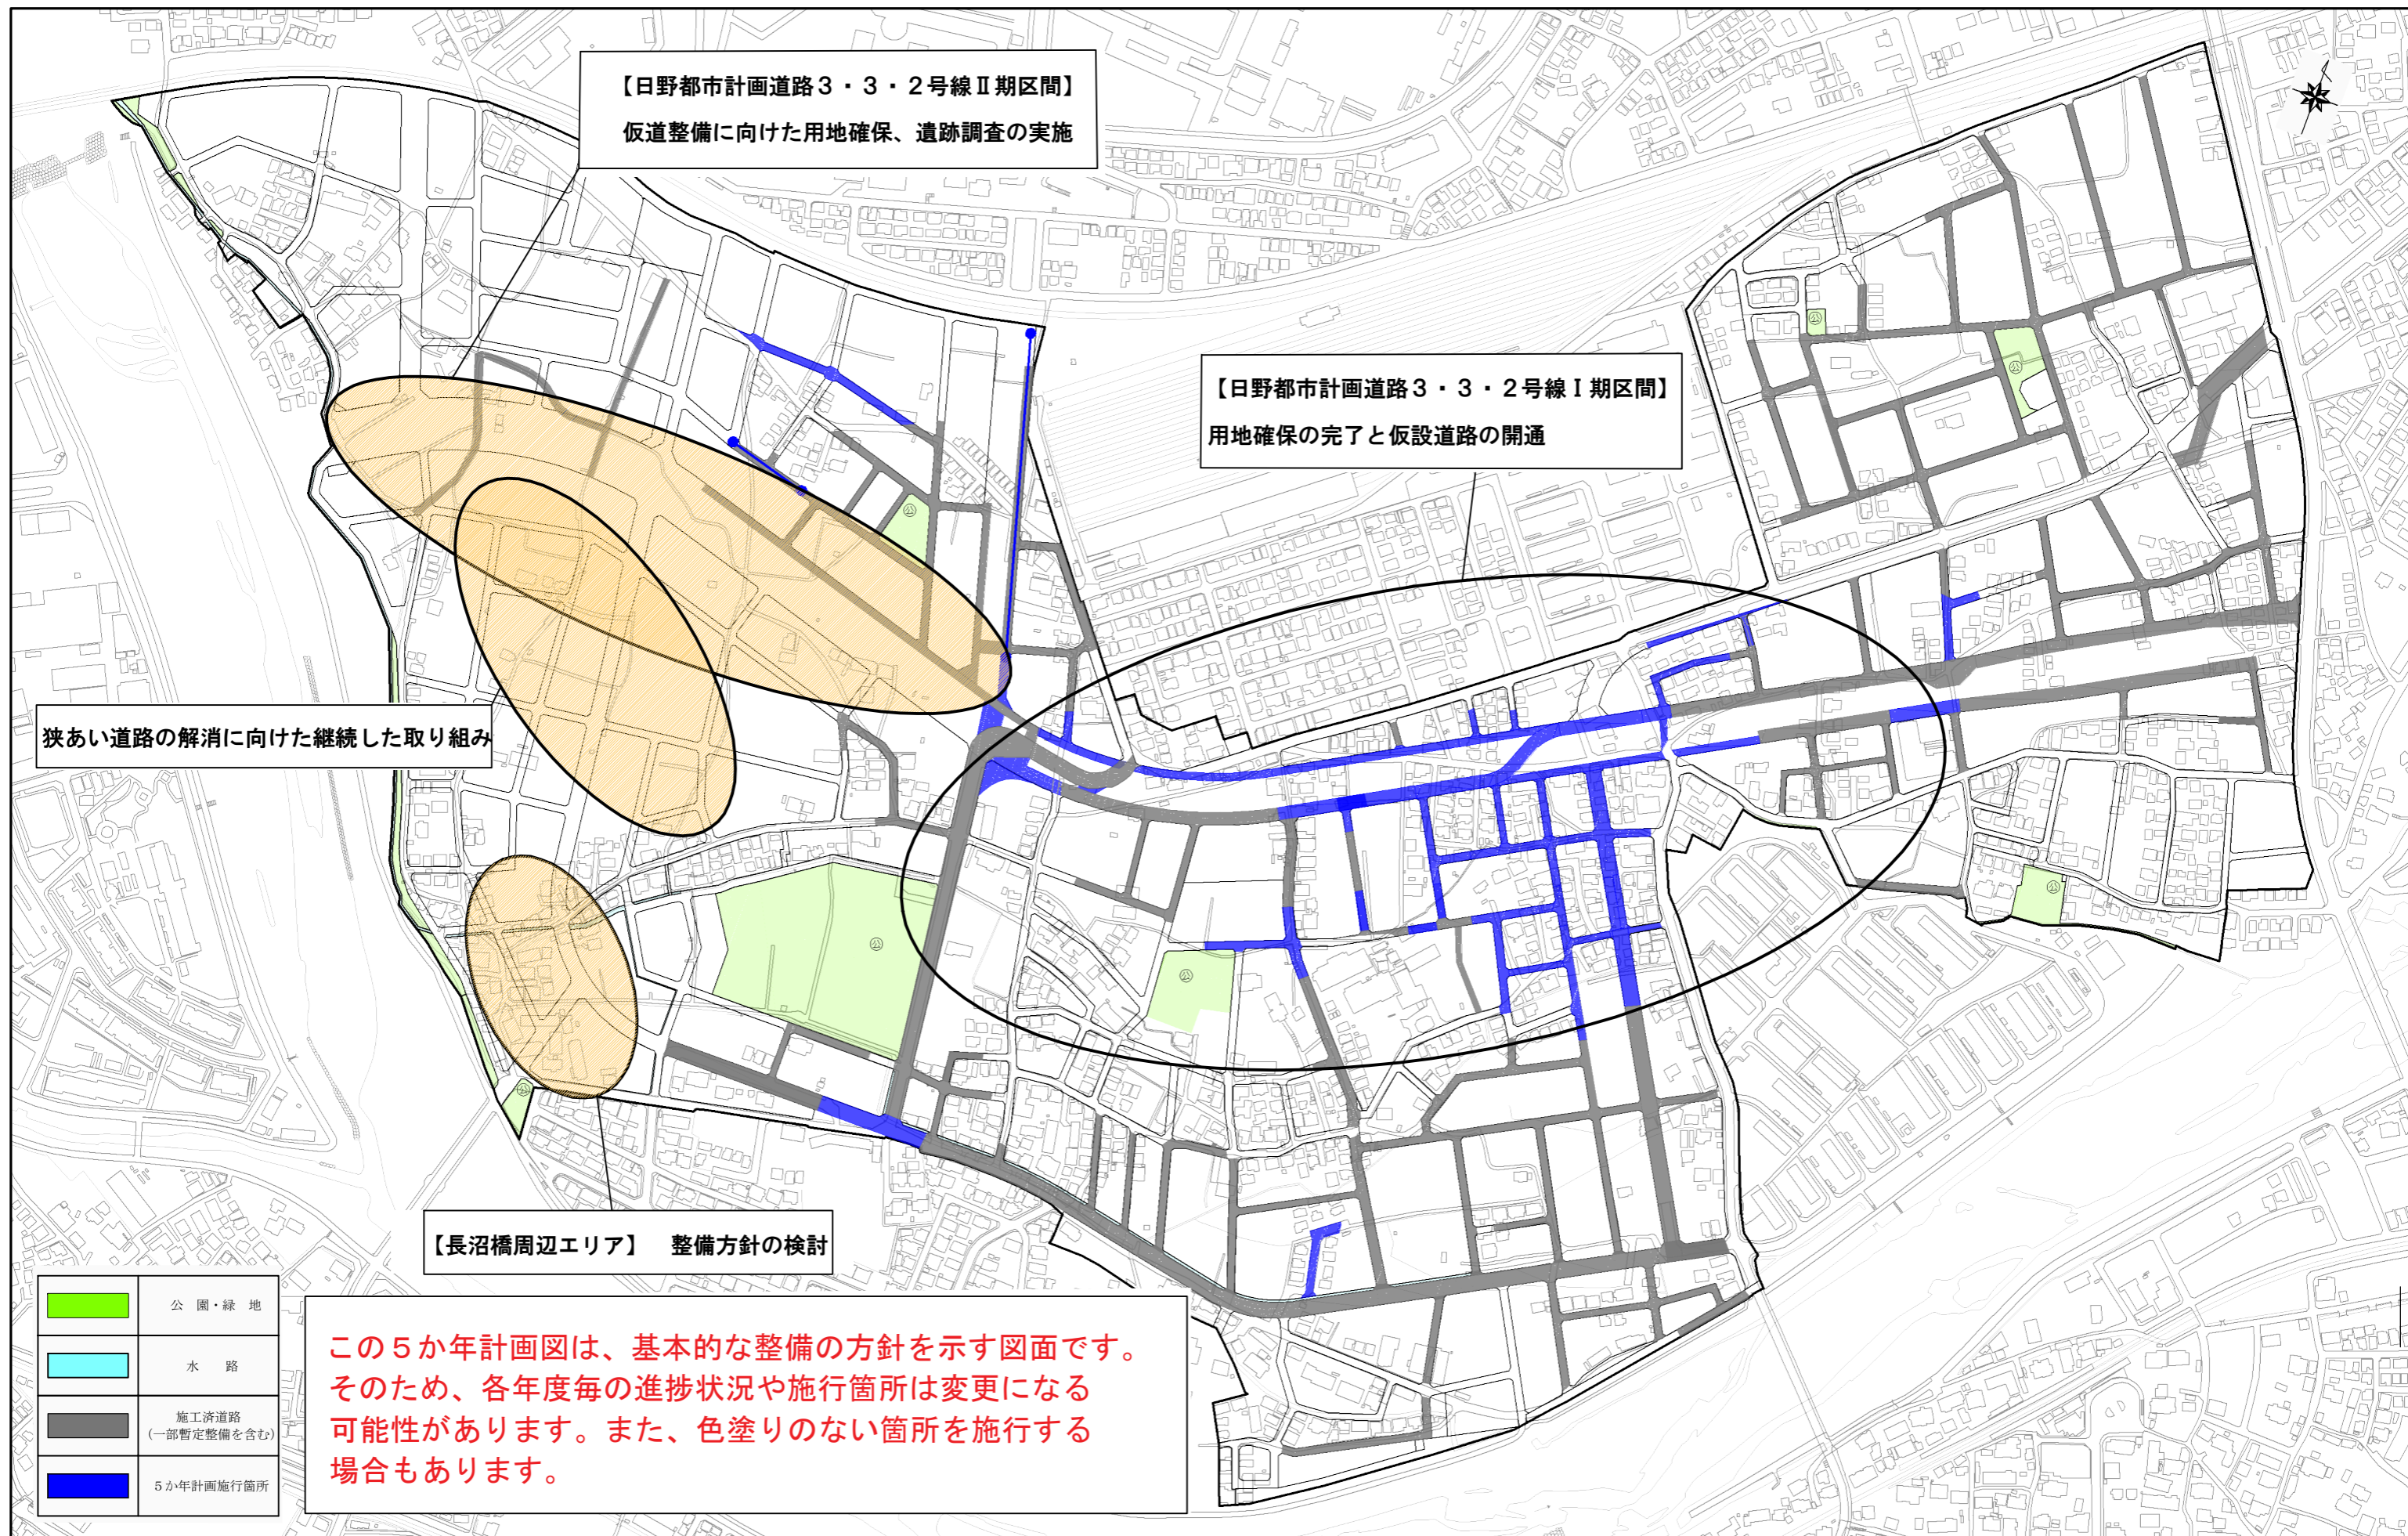 【日野都市計画道路３・３・２号線Ⅱ期区間】
仮道整備に向けた用地確保、遺跡調査の実施
【日野都市計画道路３・３・２号線Ⅰ期区間】
用地確保の完了と仮設道路の開通
狭あい道路の解消に向けた継続した取り組み
【長沼橋周辺エリア】　整備方針の検討
公　園・緑　地
水　路
施工済道路
（一部暫定整備を含む）
５か年計画施行箇所
この５か年計画図は、基本的な整備の方針を示す図面です。
そのため、各年度毎の進捗状況や施行箇所は変更になる
可能性があります。また、色塗りのない箇所を施行する
場合もあります。
公
公
公
公
公
公
公